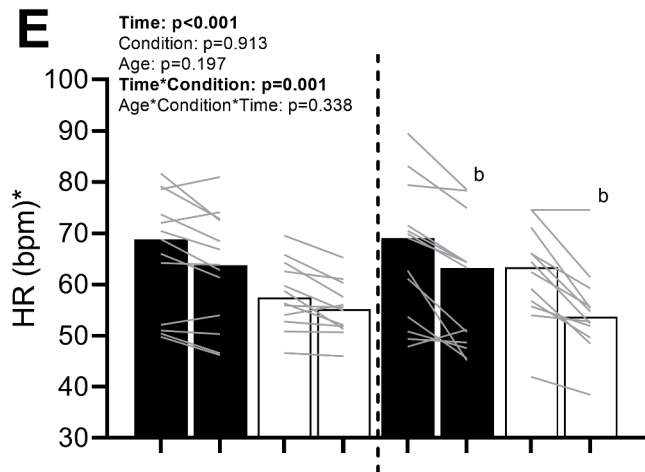 E
Time: p<0.001
Condition: p=0.913
Age: p=0.197
Time*Condition: p=0.001
Age*Condition*Time: p=0.338
HR (bpm)*
100
90
80
70
60
50
40
30
b
b